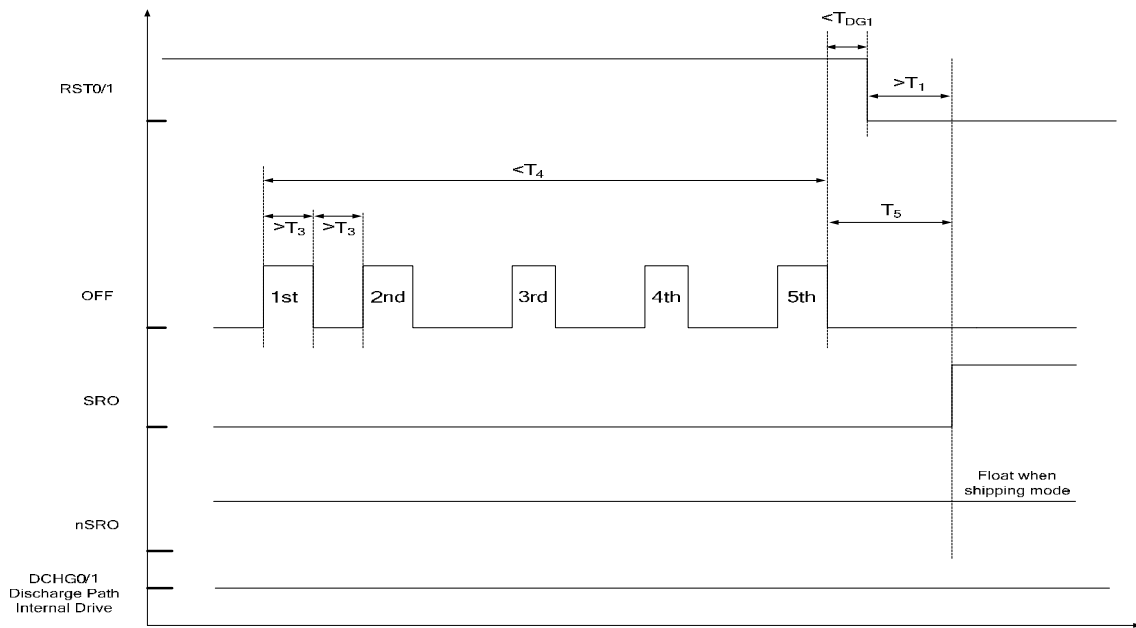 <T_DG1
RST0/1
>T₁
<T₄
>T₃ >T₃
T₅
OFF
1st 2nd 3rd 4th 5th
SRO
Float when
shipping mode
nSRO
DCHG0/1
Discharge Path
Internal Drive